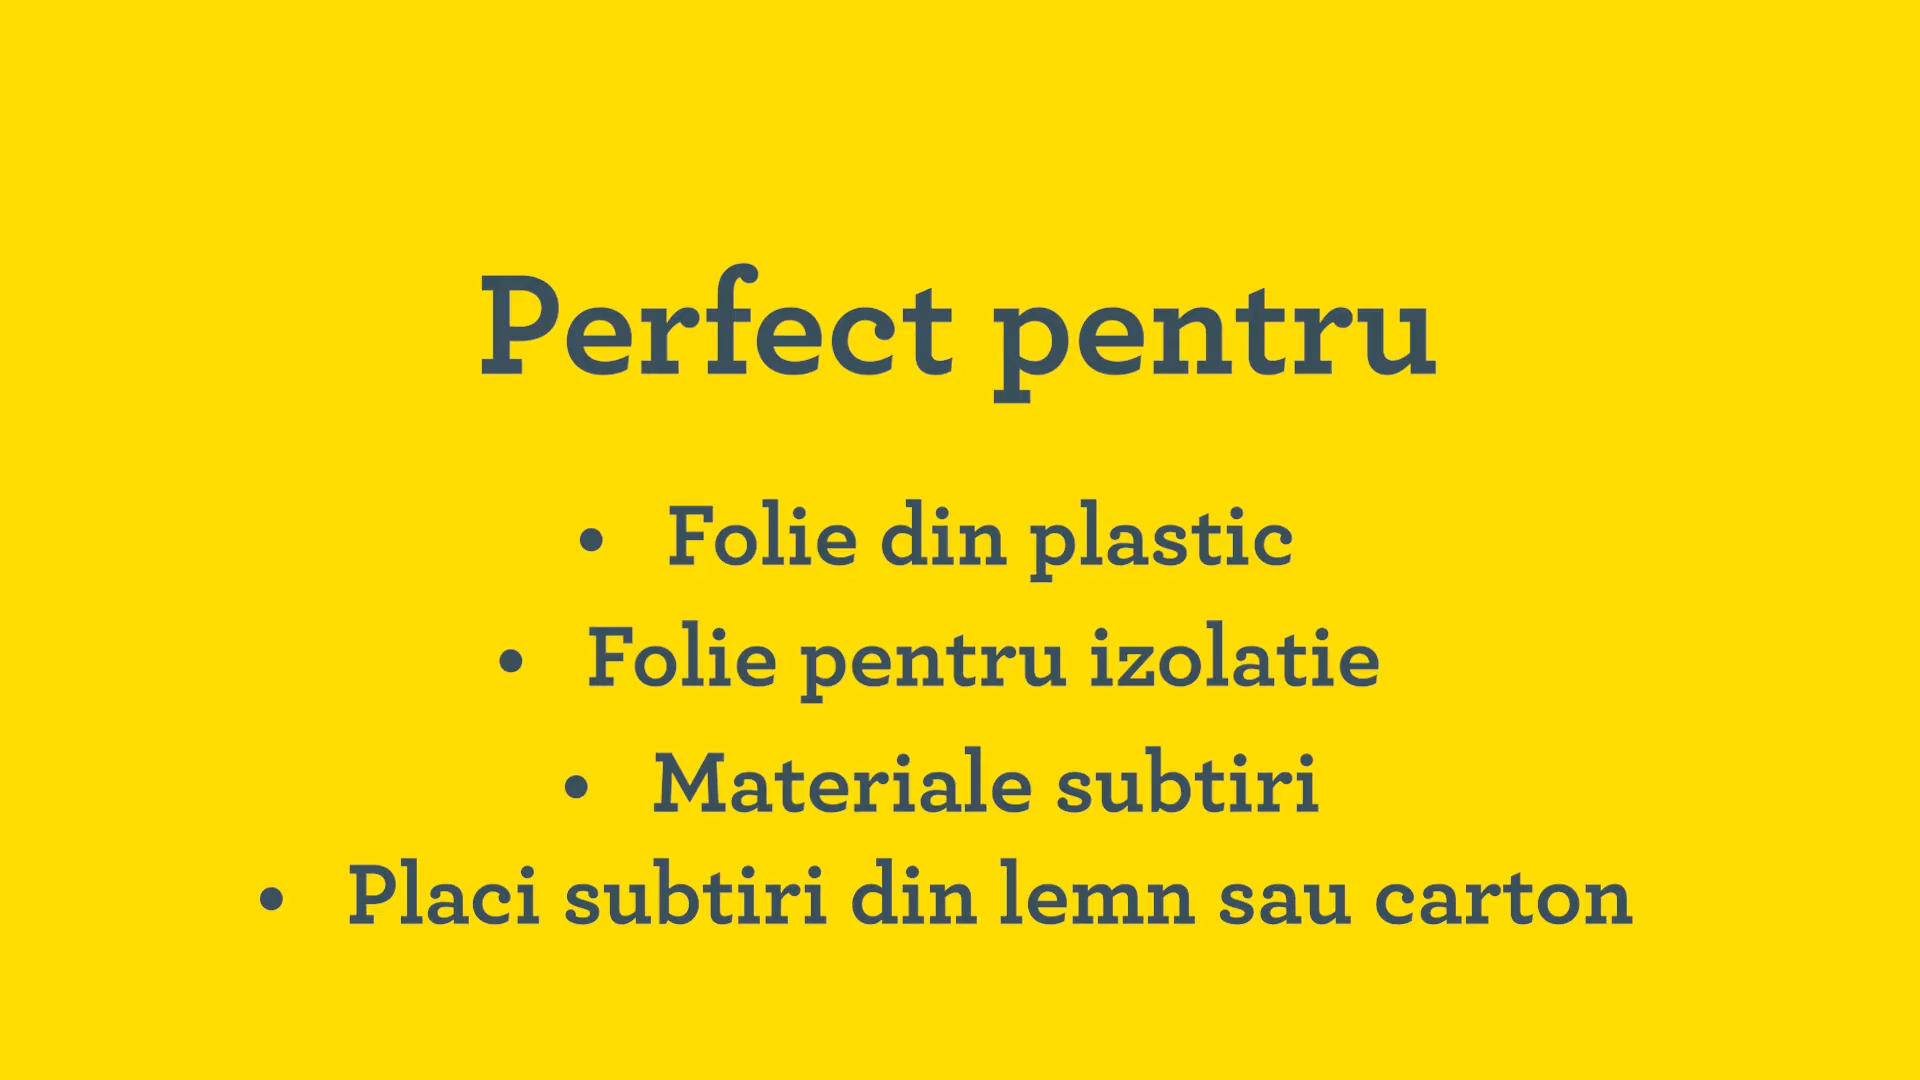 Perfect pentru
• Folie din plastic
• Folie pentru izolatie
• Materiale subtiri
• Placi subtiri din lemn sau carton